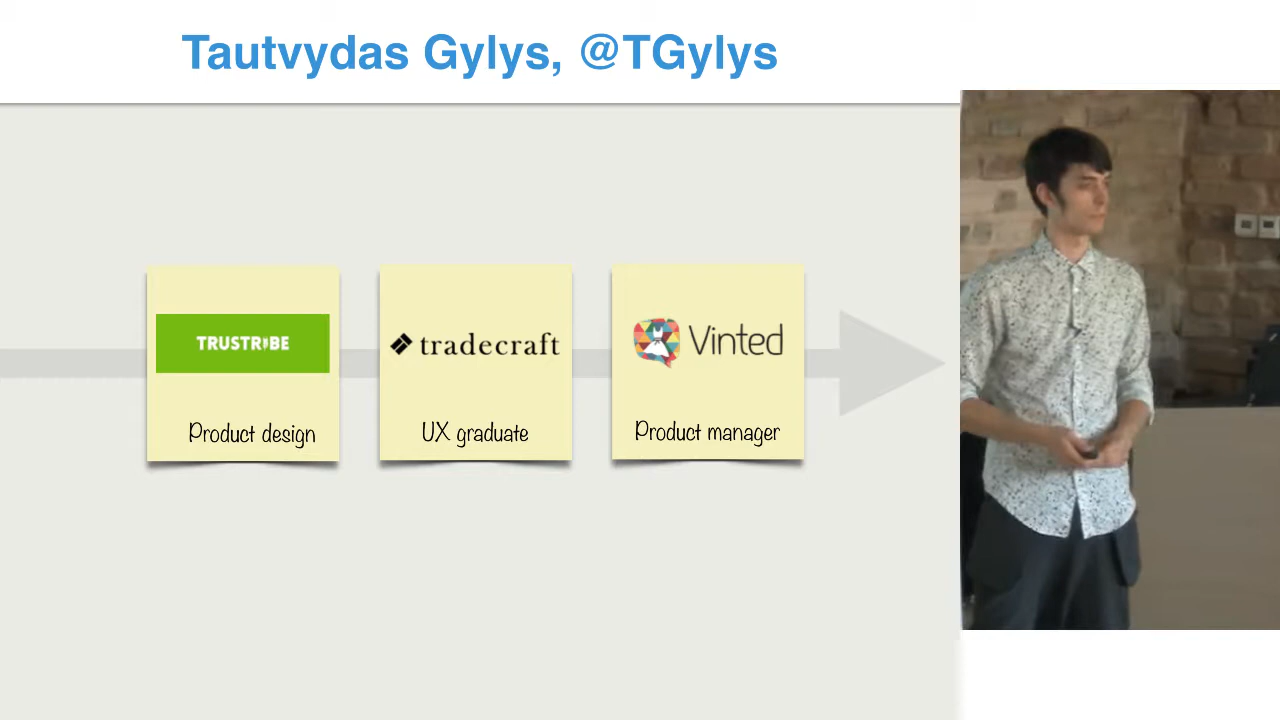 Tautvydas Gylys, @TGylys
TRUSTRIBE
Product design
tradecraft
UX graduate
Vinted
Product manager